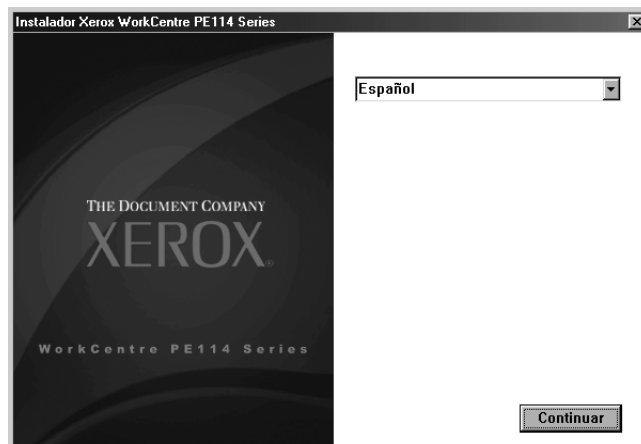 Instalador Xerox WorkCentre PE114 Series
Español
THE DOCUMENT COMPANY
XEROX®
WorkCentre PE114 Series
Continuar